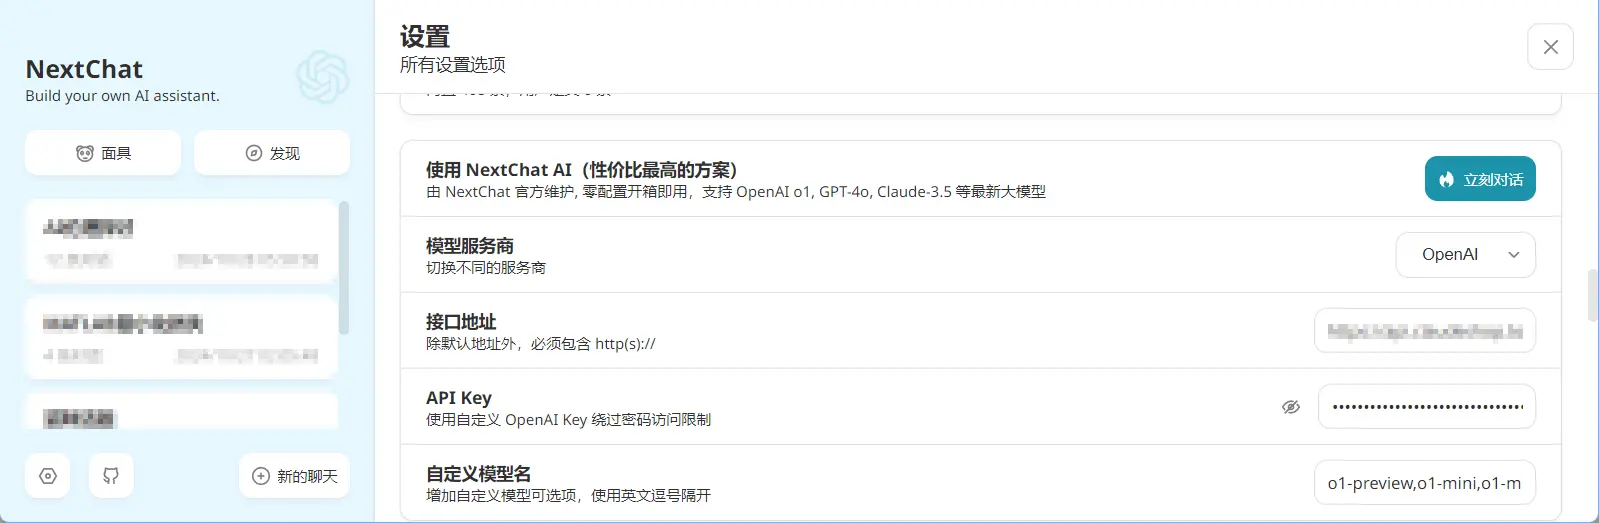 NextChat
Build your own AI assistant.
面具
发现
新的聊天
设置
所有设置选项
使用 NextChat AI（性价比最高的方案）
由 NextChat 官方维护, 零配置开箱即用，支持 OpenAI o1, GPT-4o, Claude-3.5 等最新大模型
立刻对话
模型服务商
切换不同的服务商
OpenAI
接口地址
除默认地址外，必须包含 http(s)://
API Key
使用自定义 OpenAI Key 绕过密码访问限制
自定义模型名
增加自定义模型可选项，使用英文逗号隔开
o1-preview,o1-mini,o1-m